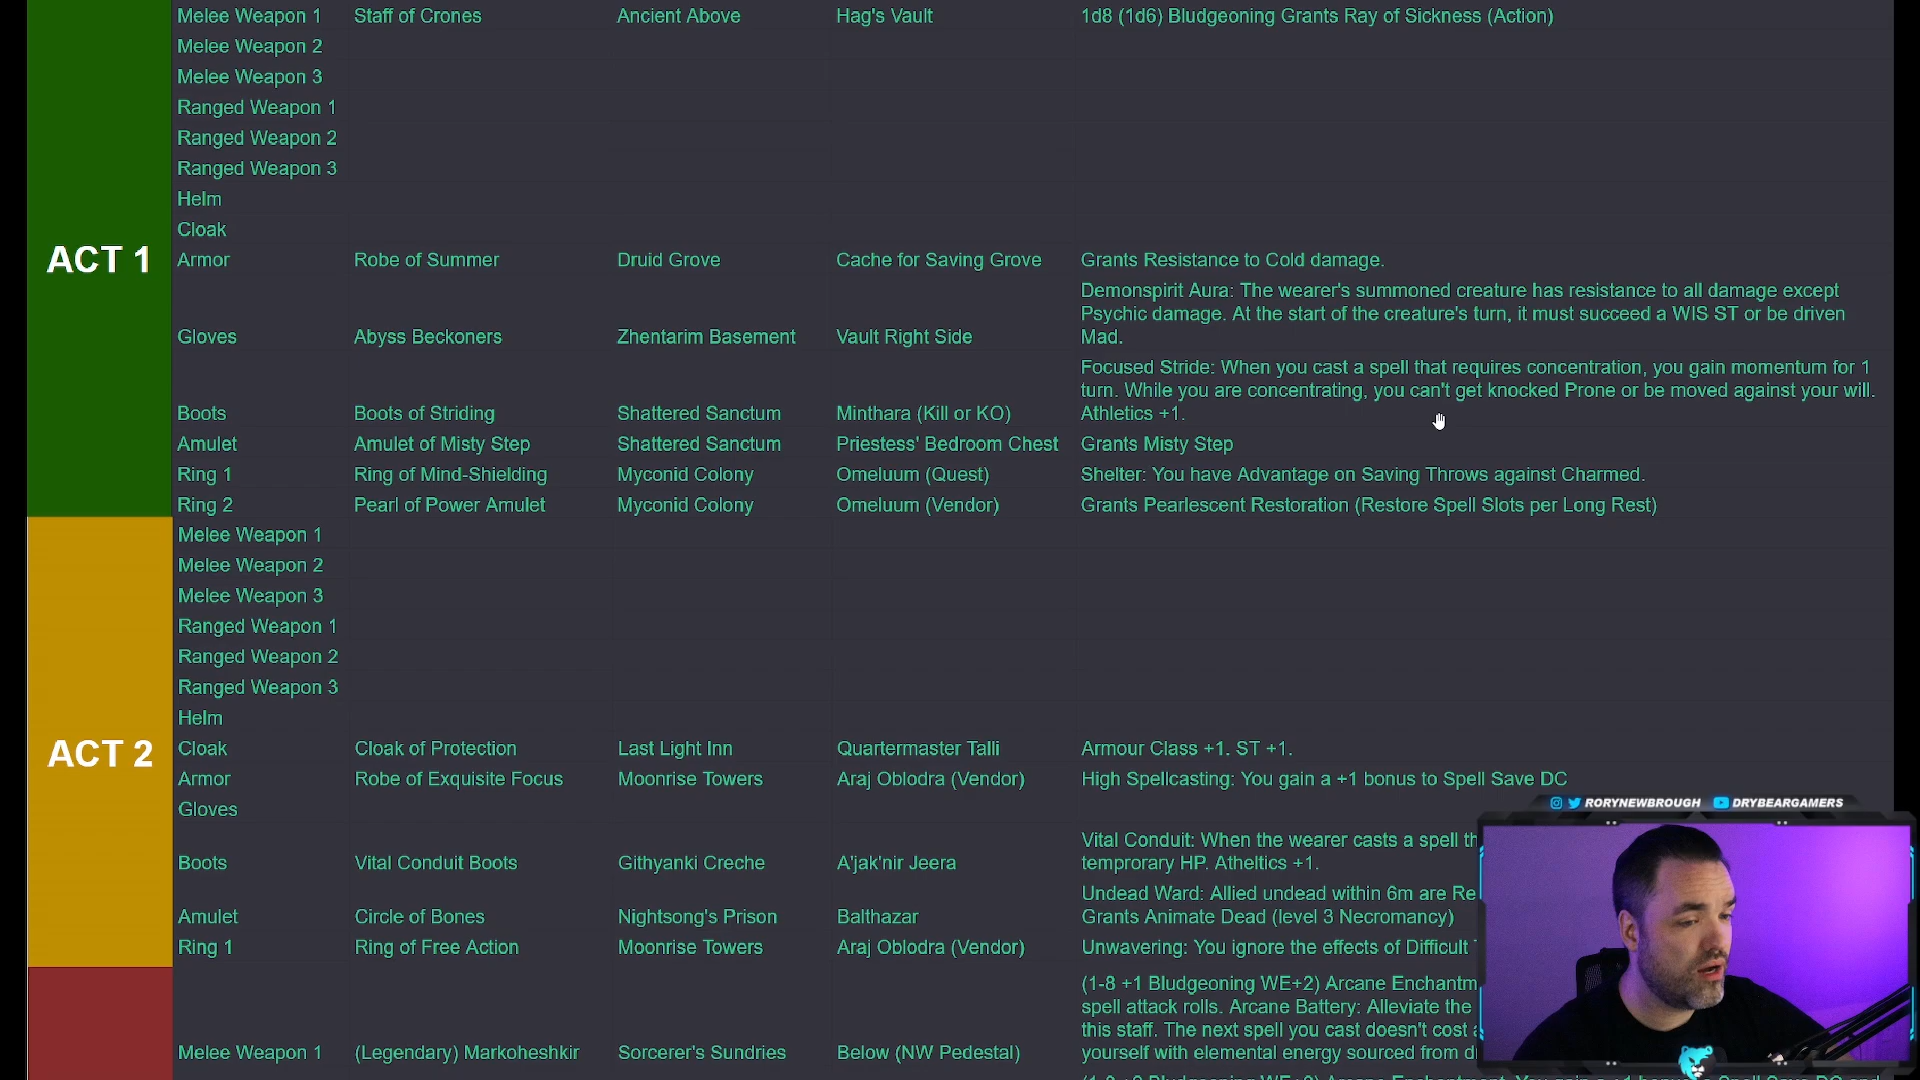 Melee Weapon 1 Staff of Crones Ancient Above Hag's Vault 1d8 (1d6) Bludgeoning Grants Ray of Sickness (Action)
Melee Weapon 2
Melee Weapon 3
Ranged Weapon 1
Ranged Weapon 2
Ranged Weapon 3
Helm
Cloak
ACT 1
Armor Robe of Summer Druid Grove Cache for Saving Grove Grants Resistance to Cold damage.
Demonspirit Aura: The wearer's summoned creature has resistance to all damage except
Psychic damage. At the start of the creature's turn, it must succeed a WIS ST or be driven
Gloves Abyss Beckoners Zhentarim Basement Vault Right Side Mad.
Focused Stride: When you cast a spell that requires concentration, you gain momentum for 1
turn. While you are concentrating, you can't get knocked Prone or be moved against your will.
Boots Boots of Striding Shattered Sanctum Minthara (Kill or KO) Athletics +1.
Amulet Amulet of Misty Step Shattered Sanctum Priestess' Bedroom Chest Grants Misty Step
Ring 1 Ring of Mind-Shielding Myconid Colony Omeluum (Quest) Shelter: You have Advantage on Saving Throws against Charmed.
Ring 2 Pearl of Power Amulet Myconid Colony Omeluum (Vendor) Grants Pearlescent Restoration (Restore Spell Slots per Long Rest)
Melee Weapon 1
Melee Weapon 2
Melee Weapon 3
Ranged Weapon 1
Ranged Weapon 2
Ranged Weapon 3
Helm
ACT 2
Cloak Cloak of Protection Last Light Inn Quartermaster Talli Armour Class +1. ST +1.
Armor Robe of Exquisite Focus Moonrise Towers Araj Oblodra (Vendor) High Spellcasting: You gain a +1 bonus to Spell Save DC
RORYNEWBROUGH DRYBEARGAMERS
Gloves
Vital Conduit: When the wearer casts a spell
Boots Vital Conduit Boots Githyanki Creche A'jak'nir Jeera temprorary HP. Atheltics +1.
Undead Ward: Allied undead within 6m are
Amulet Circle of Bones Nightsong's Prison Balthazar Grants Animate Dead (level 3 Necromancy)
Ring 1 Ring of Free Action Moonrise Towers Araj Oblodra (Vendor) Unwavering: You ignore the effects of Difficult
(1-8 +1 Bludgeoning WE+2) Arcane
spell attack rolls. Arcane Battery: Alleviate the
this staff. The next spell you cast doesn't cost
Melee Weapon 1 (Legendary) Markoheshkir Sorcerer's Sundries Below (NW Pedestal) yourself with elemental energy sourced from